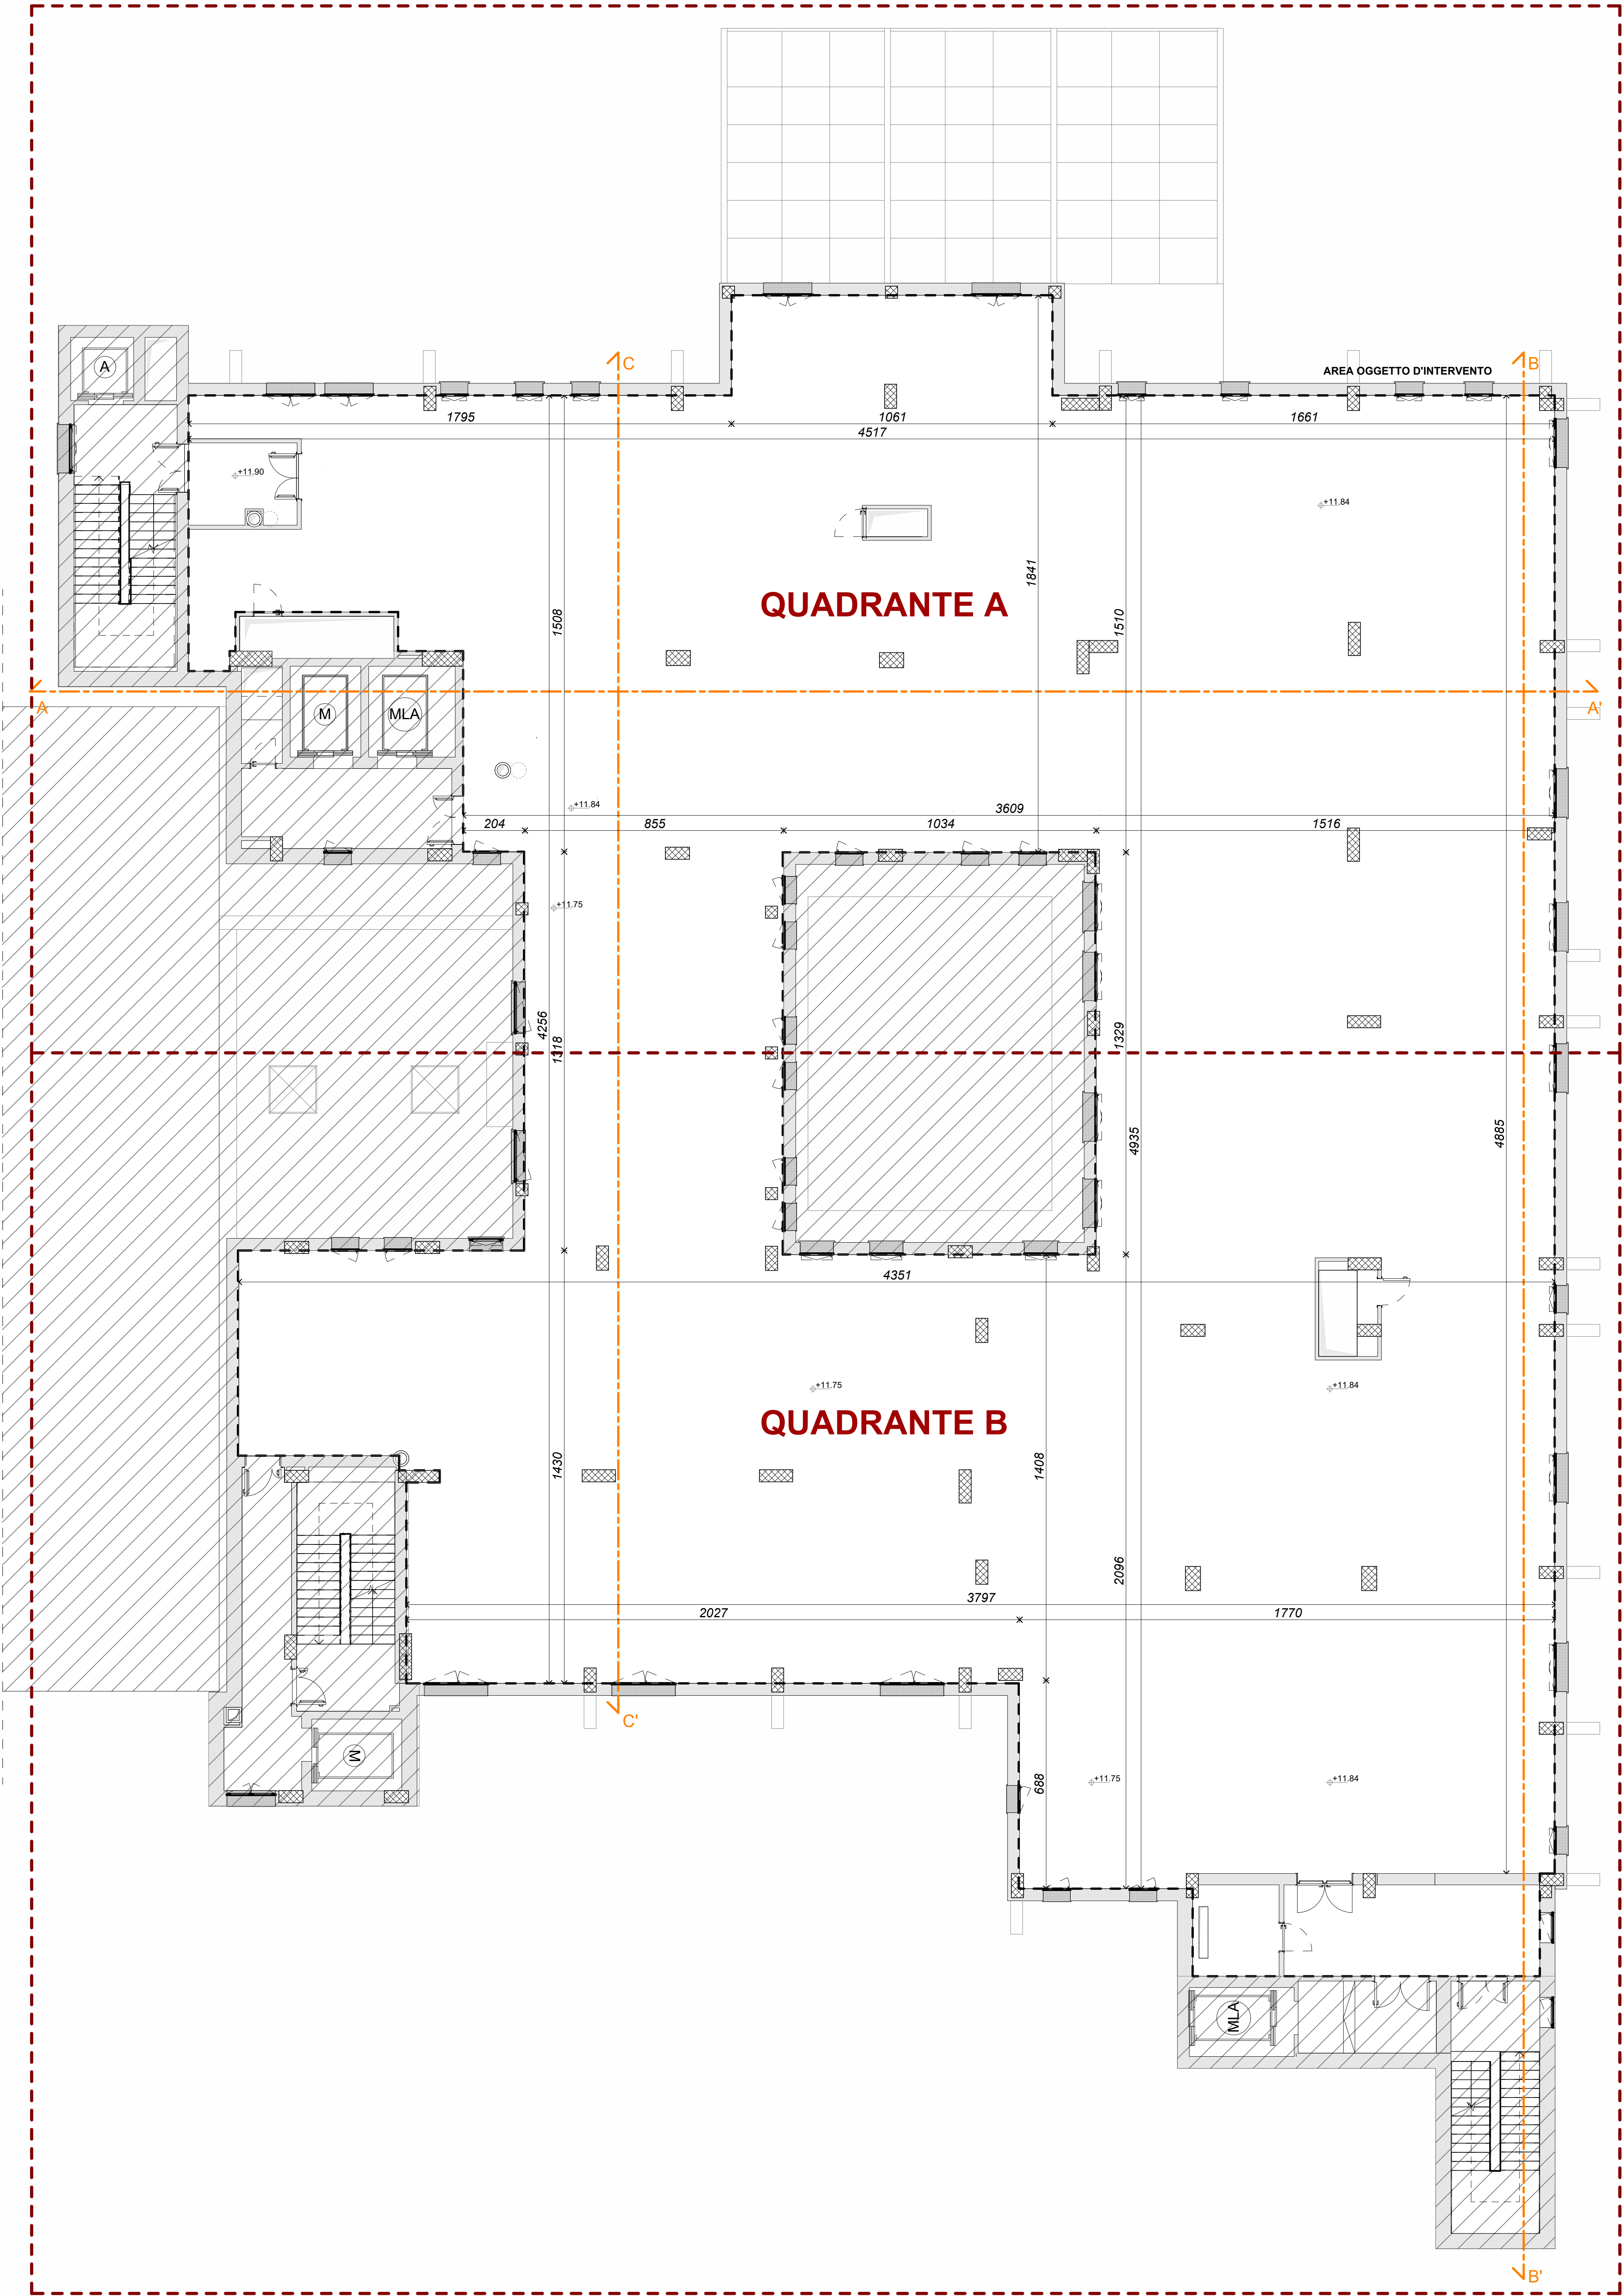 C
B
A
AREA OGGETTO D'INTERVENTO
1795
1061
1661
4517
+11.90
+11.84
1841
QUADRANTE A
1508
1510
A
M
MLA
A'
+11.84
3609
204
855
1034
1516
+11.75
4256
1318
1329
4935
4885
4351
+11.75
+11.84
QUADRANTE B
1430
1408
2096
3797
2027
1770
C'
M
688
+11.75
+11.84
MLA
B'